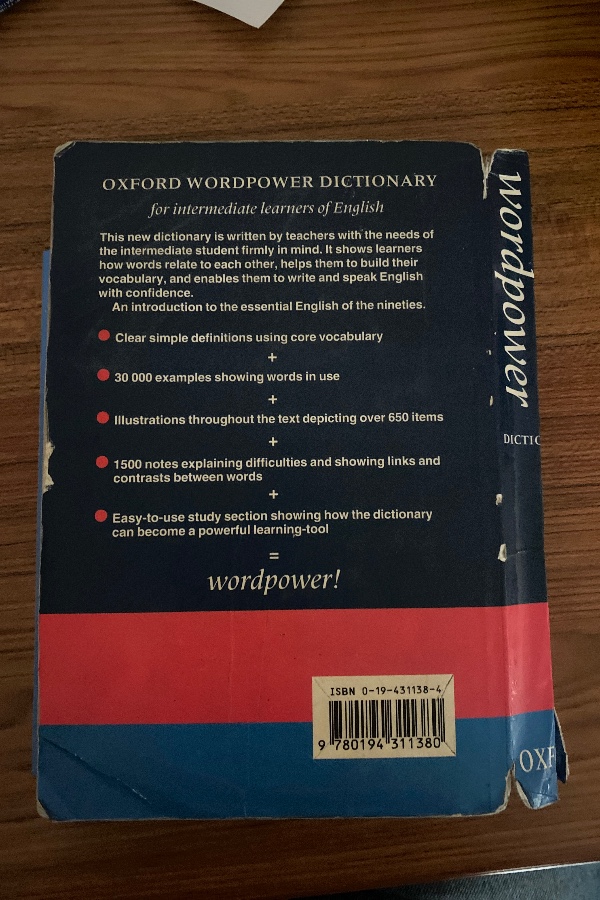 OXFORD WORDPOWER DICTIONARY
for intermediate learners of English
This new dictionary is written by teachers with the needs of
the intermediate student firmly in mind. It shows learners
how words relate to each other, helps them to build their
vocabulary, and enables them to write and speak English
with confidence.
An introduction to the essential English of the nineties.
Clear simple definitions using core vocabulary
+
30 000 examples showing words in use
+
Illustrations throughout the text depicting over 650 items
+
1500 notes explaining difficulties and showing links and
contrasts between words
+
Easy-to-use study section showing how the dictionary
can become a powerful learning-tool
=
wordpower!
ISBN 0-19-431138-4
9 780194 311380
wordpower
DICTIC
OXF